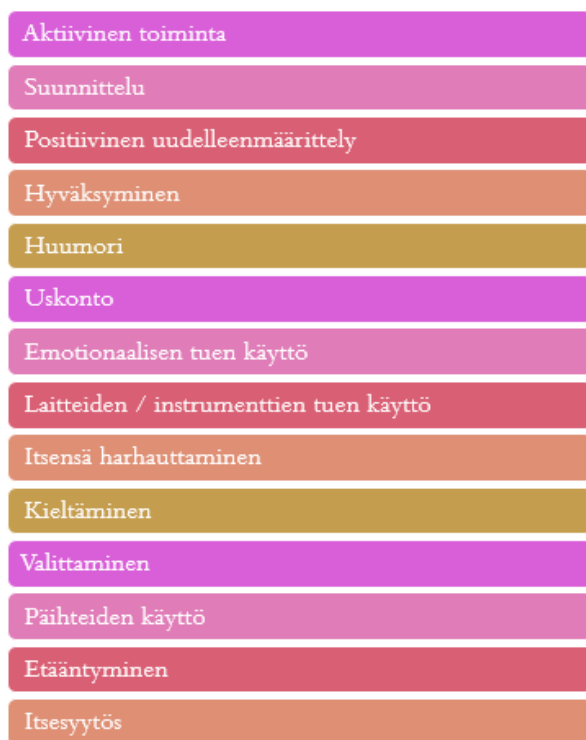 Aktiivinen toiminta
Suunnittelu
Positiivinen uudelleenmäärittely
Hyväksyminen
Huumori
Uskonto
Emotionaalisen tuen käyttö
Laitteiden / instrumenttien tuen käyttö
Itsensä harhauttaminen
Kieltäminen
Valittaminen
Päihteiden käyttö
Etääntyminen
Itsesyytös